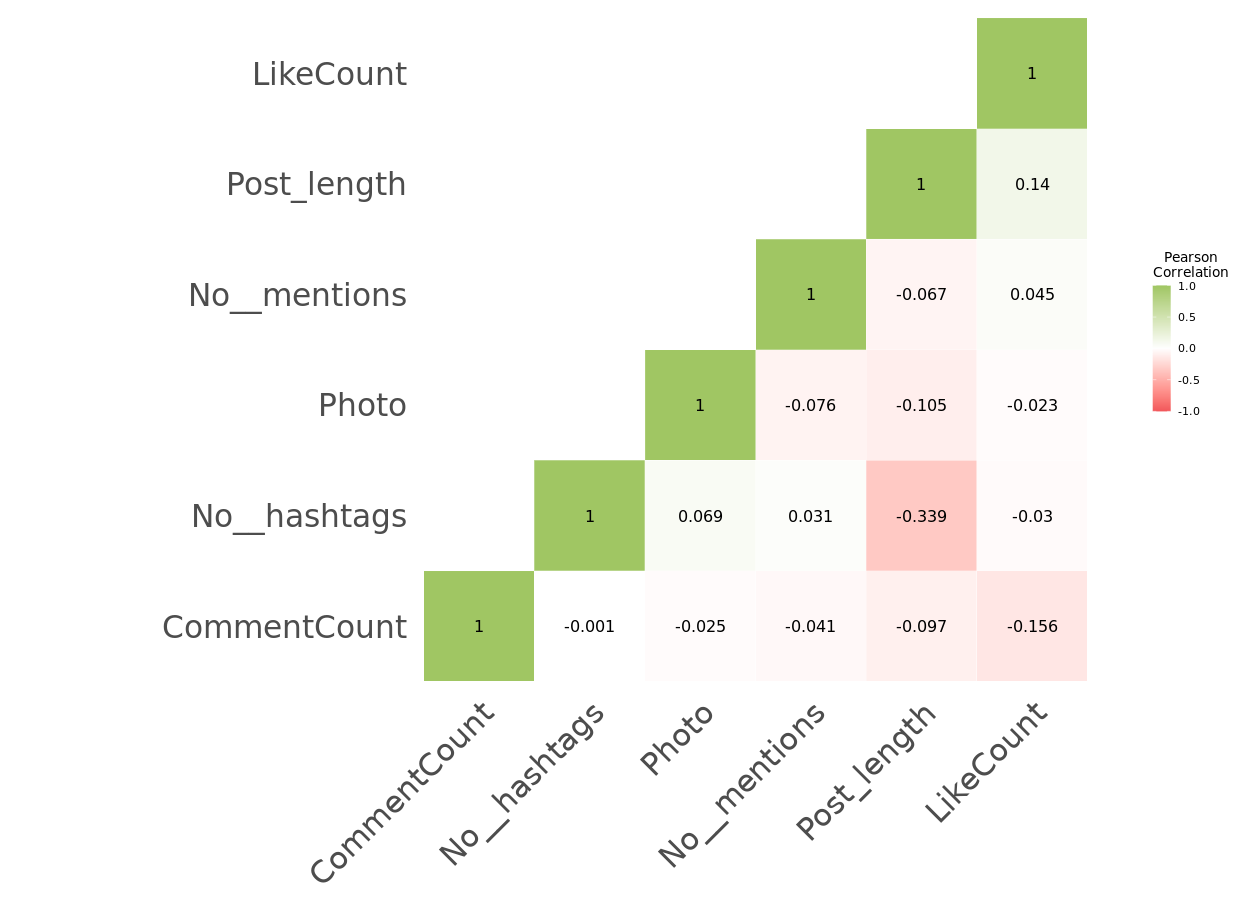 LikeCount 1
Post_length 1 0.14
No__mentions 1 -0.067 0.045
Photo 1 -0.076 -0.105 -0.023
No__hashtags 1 0.069 0.031 -0.339 -0.03
CommentCount 1 -0.001 -0.025 -0.041 -0.097 -0.156
CommentCount
No__hashtags
Photo
No__mentions
Post_length
LikeCount
Pearson
Correlation
1.0
0.5
0.0
-0.5
-1.0